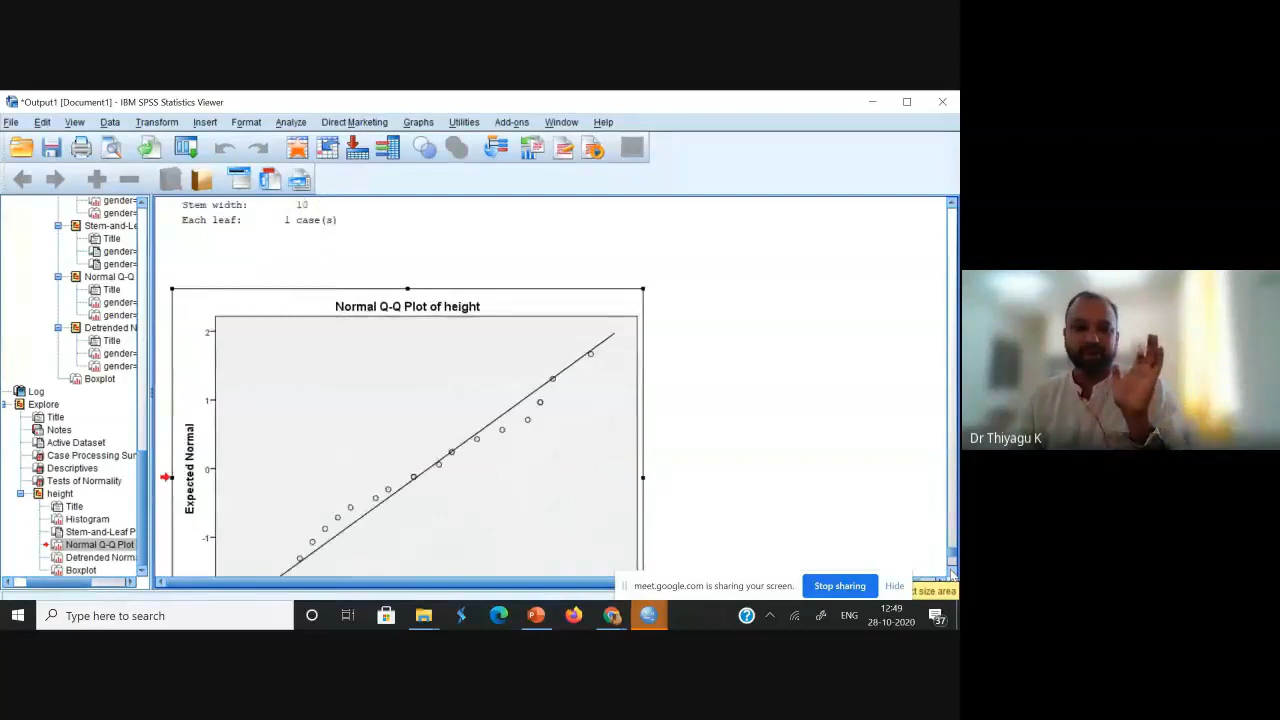 *Output1 [Document1] - IBM SPSS Statistics Viewer
File Edit View Data Transform Insert Format Analyze Direct Marketing Graphs Utilities Add-ons Window Help
gender=
gender=
Stem-and-Le
Title
gender=
gender=
Normal Q-Q
Title
gender=
gender=
Detrended N
Title
gender=
gender=
Boxplot
Log
Explore
Title
Notes
Active Dataset
Case Processing Sum
Descriptives
Tests of Normality
height
Title
Histogram
Stem-and-Leaf P
Normal Q-Q Plot
Detrended Norm
Boxplot
Stem width: 10
Each leaf: 1 case(s)
Normal Q-Q Plot of height
Expected Normal
2
1
0
-1
meet.google.com is sharing your screen. Stop sharing Hide
ct size area
Type here to search
ENG
12:49
28-10-2020
37
Dr Thiyagu K